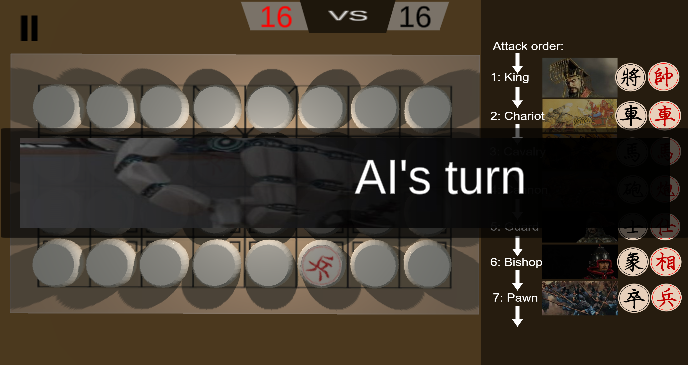 16 VS 16
Attack order:
1: King 將 帥
2: Chariot 車 車
AI's turn
6: Bishop 象 相
7: Pawn 卒 兵
兵